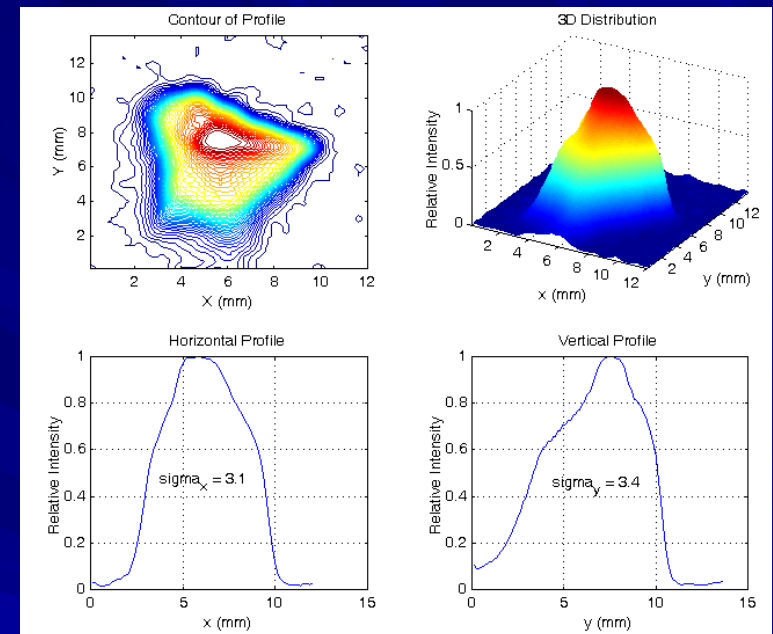 Contour of Profile
12
10
8
6
4
2
Y (mm)
0 2 4 6 8 10 12
X (mm)
3D Distribution
1
0.5
0
Relative Intensity
2 4 6 8 10 12
x (mm)
2 4 6 8 10 12
y (mm)
Horizontal Profile
1
0.8
0.6
0.4
0.2
0
Relative Intensity
sigmax = 3.1
0 5 10 15
x (mm)
Vertical Profile
1
0.8
0.6
0.4
0.2
0
Relative Intensity
sigmay = 3.4
0 5 10 15
y (mm)